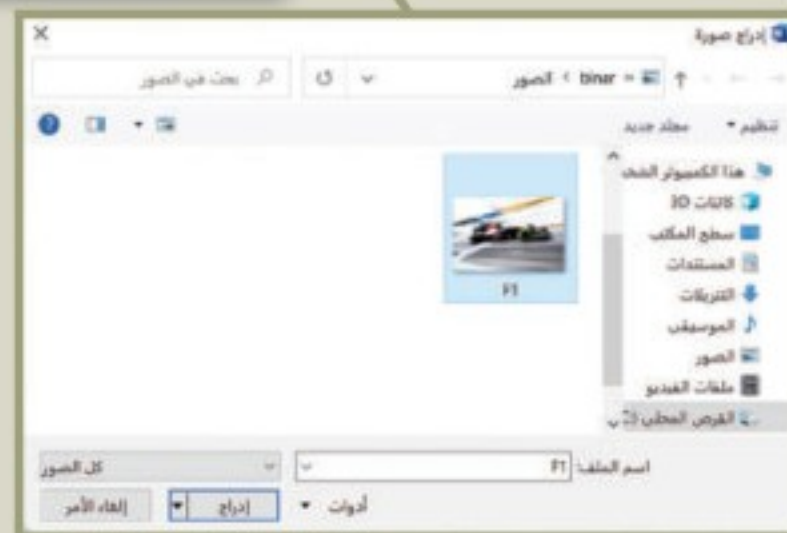 إدراج صورة
الصور › binar «
بحث في الصور
تنظيم
مجلد جديد
هذا الكمبيوتر الشخ
كائنات 3D
سطح المكتب
المستندات
التنزيلات
الموسيقى
الصور
ملفات الفيديو
القرص المحلي (C:
F1
اسم الملف: F1
كل الصور
أدوات
إدراج
إلغاء الأمر